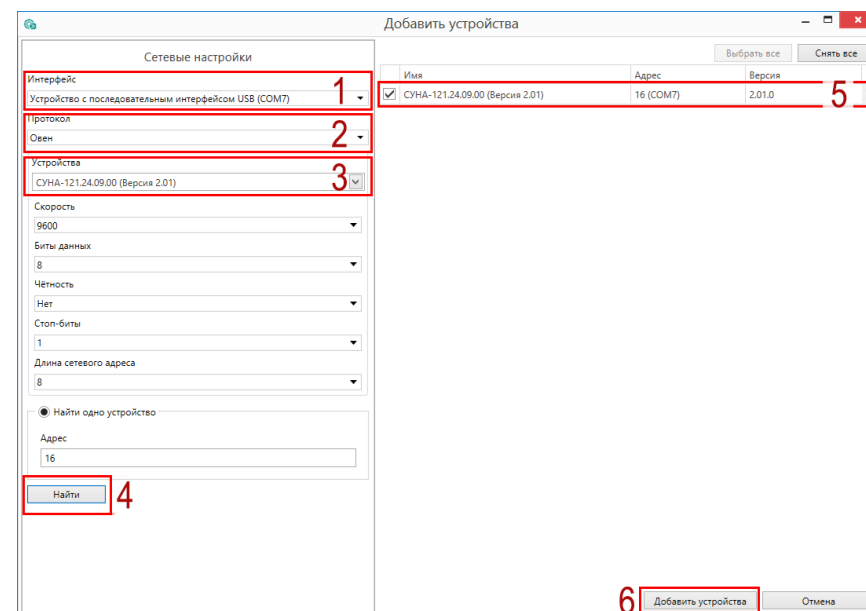 Добавить устройства
Сетевые настройки
Интерфейс
Устройство с последовательным интерфейсом USB (COM7)
1
Протокол
Овен
2
Устройства
СУНА-121.24.09.00 (Версия 2.01)
3
Скорость
9600
Биты данных
8
Чётность
Нет
Стоп-биты
1
Длина сетевого адреса
8
Найти одно устройство
Адрес
16
Найти
4
Выбрать все Снять все
Имя Адрес Версия
СУНА-121.24.09.00 (Версия 2.01) 16 (COM7) 2.01.0
5
6
Добавить устройства Отмена